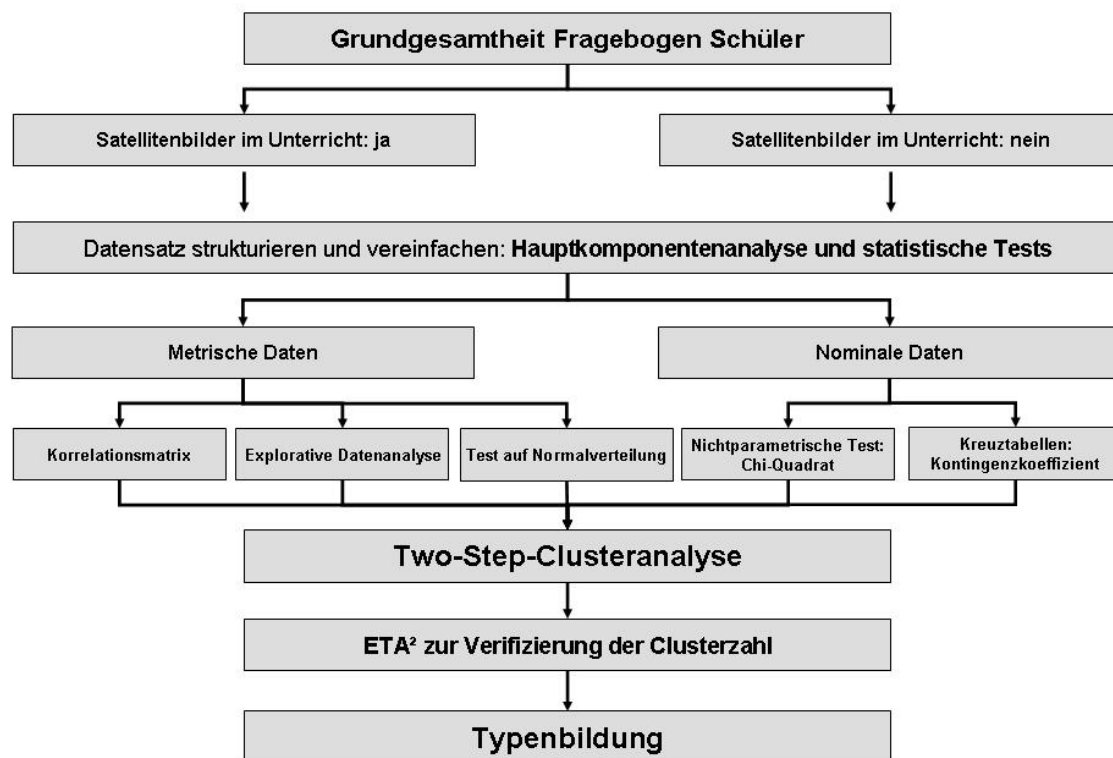 Grundgesamtheit Fragebogen Schüler
Satellitenbilder im Unterricht: ja
Satellitenbilder im Unterricht: nein
Datensatz strukturieren und vereinfachen: Hauptkomponentenanalyse und statistische Tests
Metrische Daten
Nominale Daten
Korrelationsmatrix
Explorative Datenanalyse
Test auf Normalverteilung
Nichtparametrische Test:
Chi-Quadrat
Kreuztabellen:
Kontingenzkoeffizient
Two-Step-Clusteranalyse
ETA² zur Verifizierung der Clusterzahl
Typenbildung